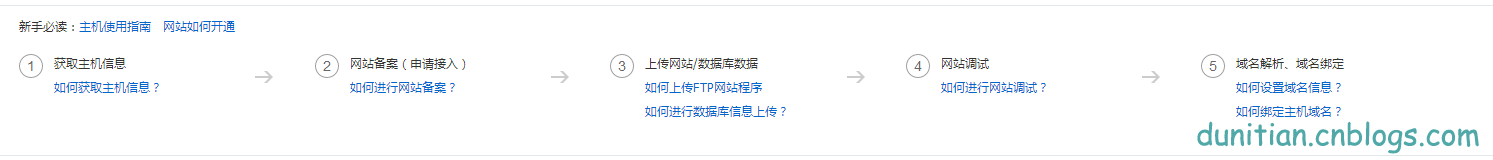 新手必读：主机使用指南 网站如何开通
1 获取主机信息
如何获取主机信息？
2 网站备案（申请接入）
如何进行网站备案？
3 上传网站/数据库数据
如何上传FTP网站程序
如何进行数据库信息上传？
4 网站调试
如何进行网站调试？
5 域名解析、域名绑定
如何设置域名信息？
如何绑定主机域名？
dunitian.cnblogs.com